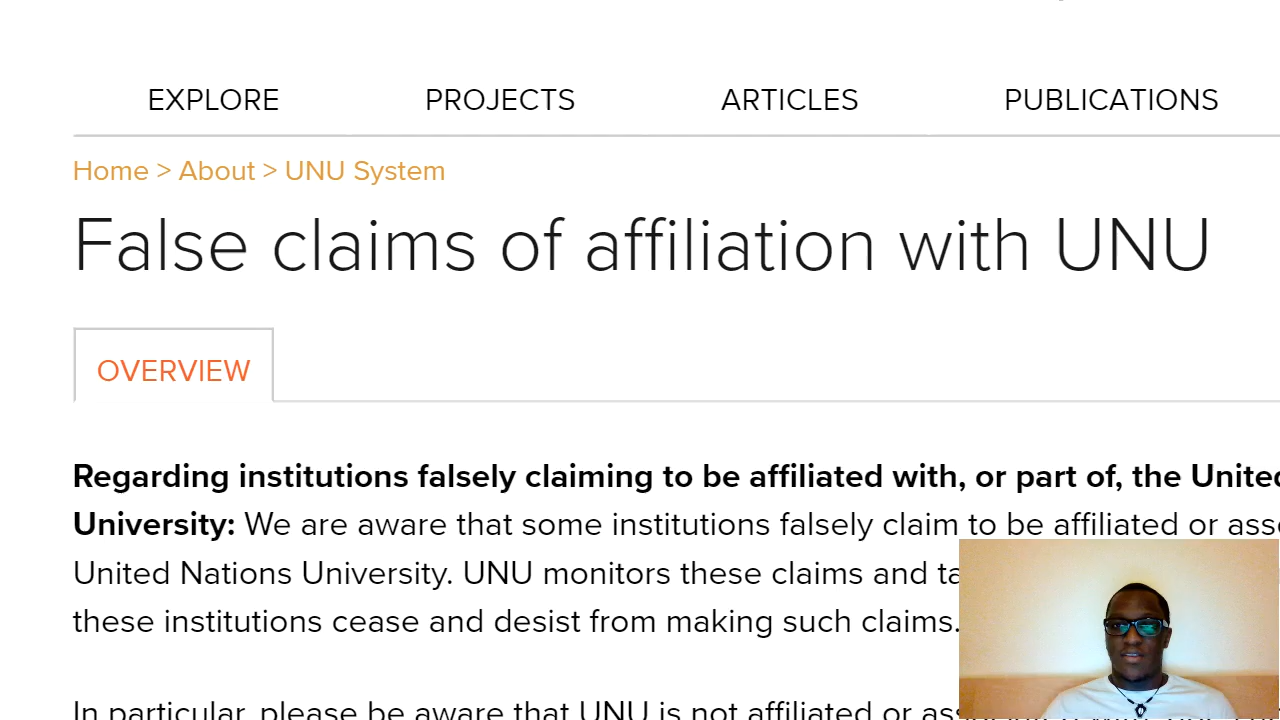 EXPLORE PROJECTS ARTICLES PUBLICATIONS
Home > About > UNU System
False claims of affiliation with UNU
OVERVIEW
Regarding institutions falsely claiming to be affiliated with, or part of, the United
University: We are aware that some institutions falsely claim to be affiliated or
United Nations University. UNU monitors these claims and
these institutions cease and desist from making such claims.
In particular, please be aware that UNU is not affiliated or